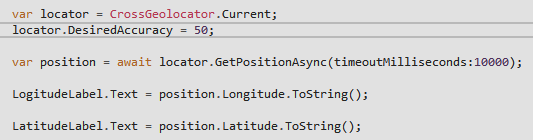 var locator = CrossGeolocator.Current;
locator.DesiredAccuracy = 50;
var position = await locator.GetPositionAsync(timeoutMilliseconds:10000);
LogitudeLabel.Text = position.Longitude.ToString();
LatitudeLabel.Text = position.Latitude.ToString();